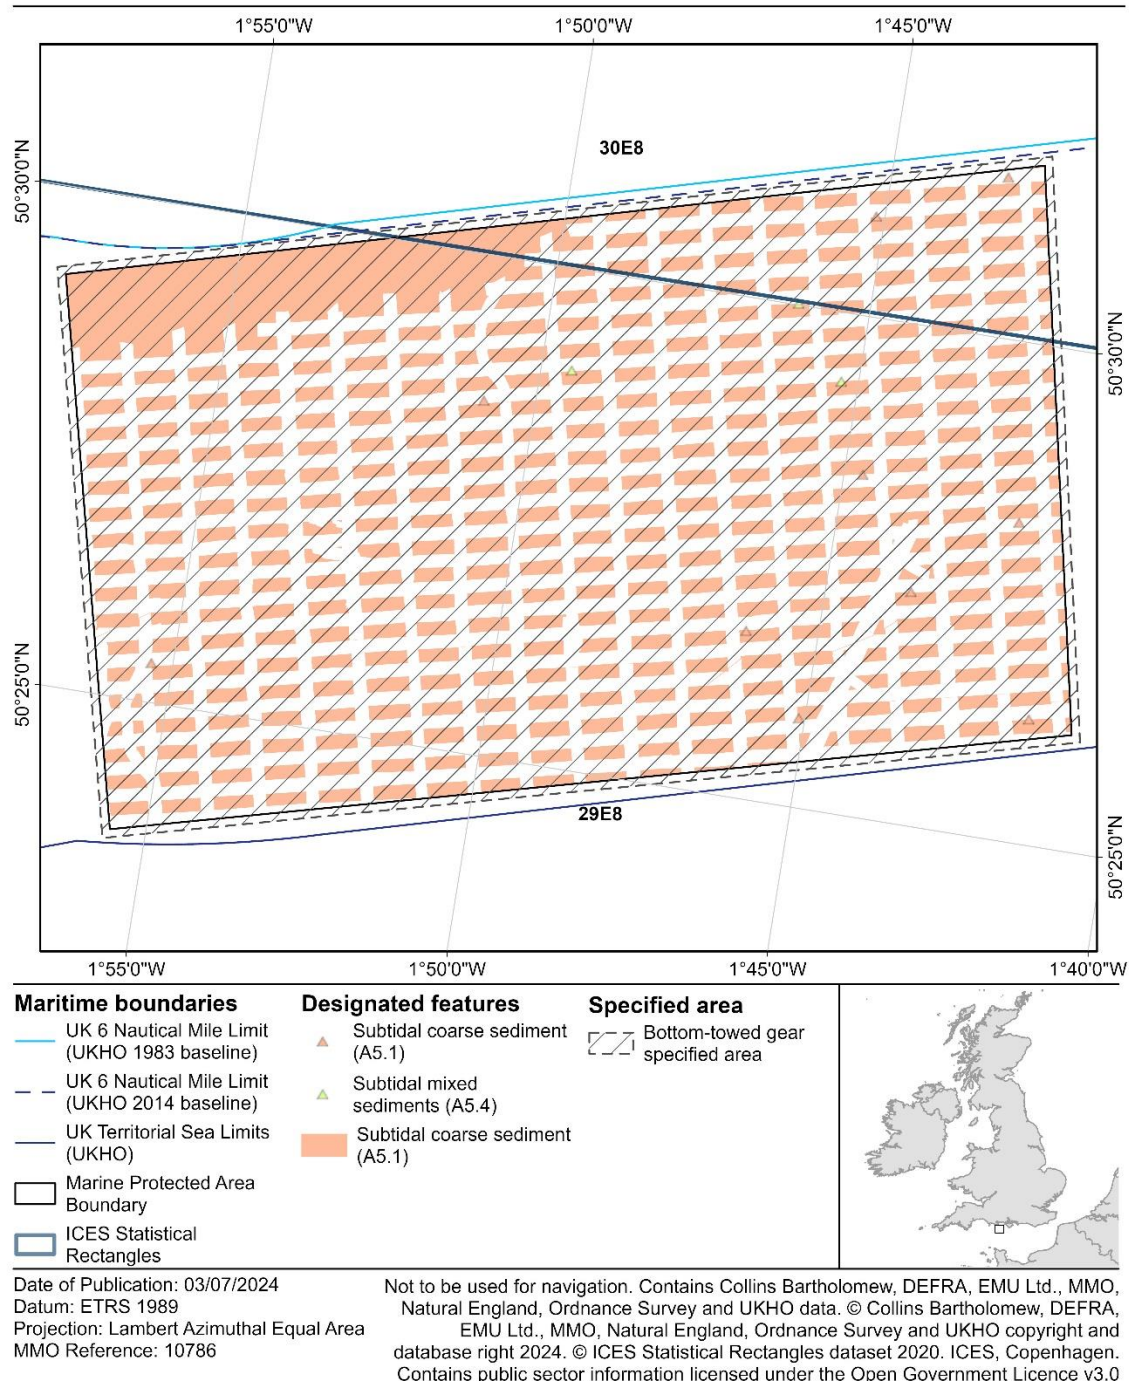 1°55'0"W 1°50'0"W 1°45'0"W
30E8
50°30'0"N
50°30'0"N
50°25'0"N
29E8
50°25'0"N
1°55'0"W 1°50'0"W 1°45'0"W 1°40'0"W
Maritime boundaries
UK 6 Nautical Mile Limit
(UKHO 1983 baseline)
UK 6 Nautical Mile Limit
(UKHO 2014 baseline)
UK Territorial Sea Limits
(UKHO)
Marine Protected Area
Boundary
ICES Statistical
Rectangles
Designated features
Subtidal coarse sediment
(A5.1)
Subtidal mixed
sediments (A5.4)
Subtidal coarse sediment
(A5.1)
Specified area
Bottom-towed gear
specified area
Date of Publication: 03/07/2024
Datum: ETRS 1989
Projection: Lambert Azimuthal Equal Area
MMO Reference: 10786
Not to be used for navigation. Contains Collins Bartholomew, DEFRA, EMU Ltd., MMO,
Natural England, Ordnance Survey and UKHO data. © Collins Bartholomew, DEFRA,
EMU Ltd., MMO, Natural England, Ordnance Survey and UKHO copyright and
database right 2024. © ICES Statistical Rectangles dataset 2020. ICES, Copenhagen.
Contains public sector information licensed under the Open Government Licence v3.0